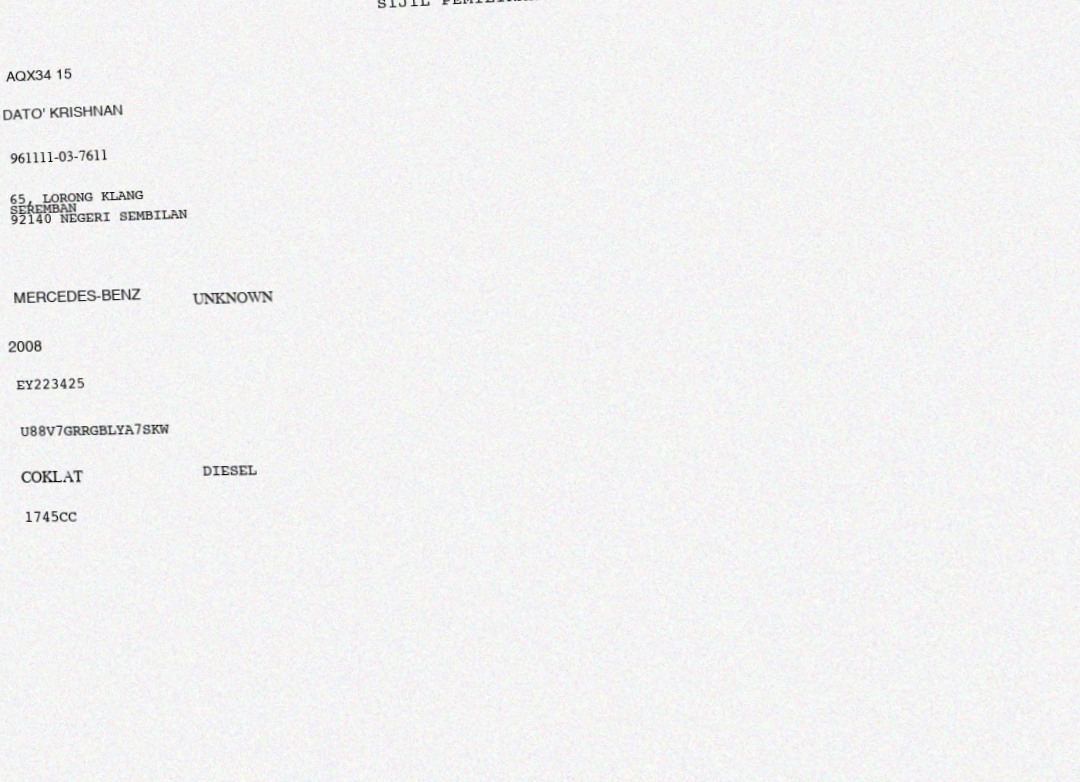 SIJIL
AQX34 15
DATO' KRISHNAN
961111-03-7611
65, LORONG KLANG
SEREMBAN
92140 NEGERI SEMBILAN
MERCEDES-BENZ UNKNOWN
2008
EY223425
U88V7GRRGBLYA7SKW
COKLAT DIESEL
1745CC